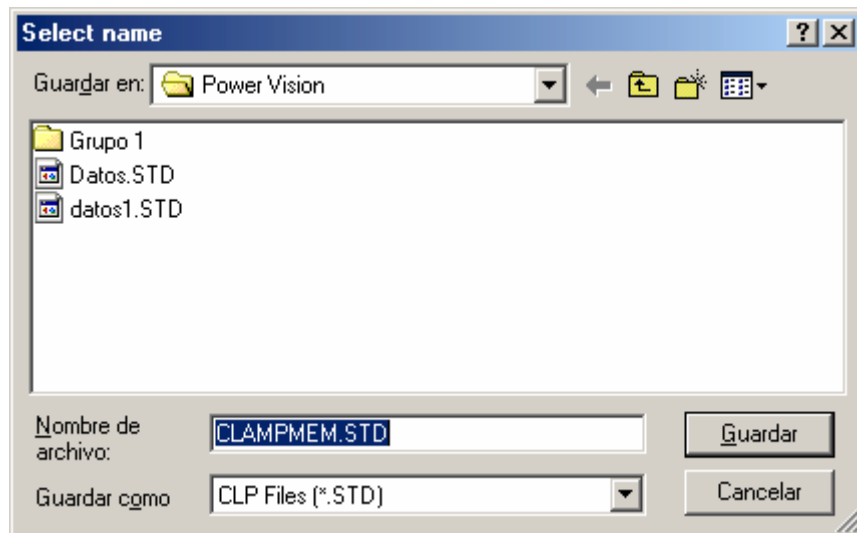 Select name
Guardar en: Power Vision
Grupo 1
Datos.STD
datos1.STD
Nombre de archivo: CLAMPMEM.STD Guardar
Guardar como CLP Files (*.STD) Cancelar